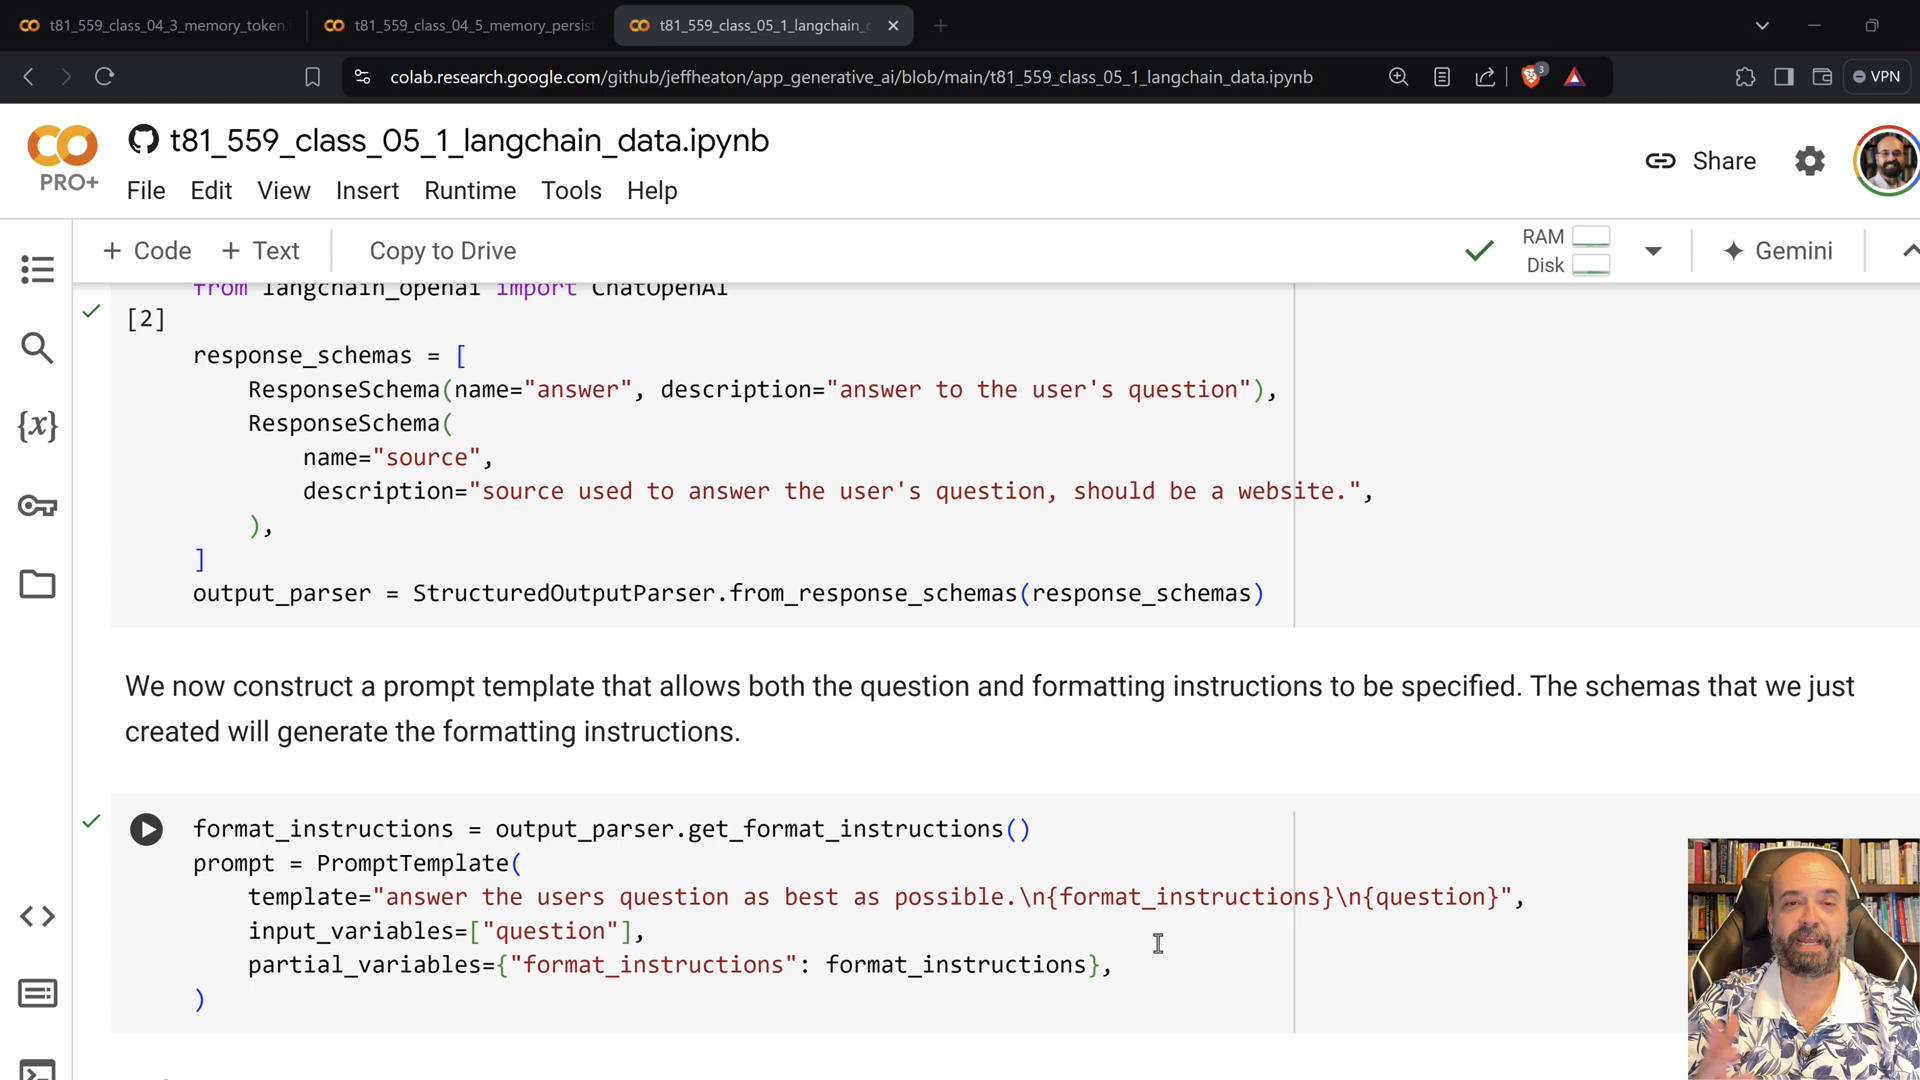 t81_559_class_04_3_memory_token.i
t81_559_class_04_5_memory_persist
t81_559_class_05_1_langchain_
colab.research.google.com/github/jeffheaton/app_generative_ai/blob/main/t81_559_class_05_1_langchain_data.ipynb
3
VPN
t81_559_class_05_1_langchain_data.ipynb
PRO+
File Edit View Insert Runtime Tools Help
Share
+ Code + Text
Copy to Drive
RAM
Disk
Gemini
from langchain_openai import ChatOpenAI
[2]
response_schemas = [
ResponseSchema(name="answer", description="answer to the user's question"),
ResponseSchema(
name="source",
description="source used to answer the user's question, should be a website.",
),
]
output_parser = StructuredOutputParser.from_response_schemas(response_schemas)
We now construct a prompt template that allows both the question and formatting instructions to be specified. The schemas that we just
created will generate the formatting instructions.
format_instructions = output_parser.get_format_instructions()
prompt = PromptTemplate(
template="answer the users question as best as possible.\n{format_instructions}\n{question}",
input_variables=["question"],
partial_variables={"format_instructions": format_instructions},
)